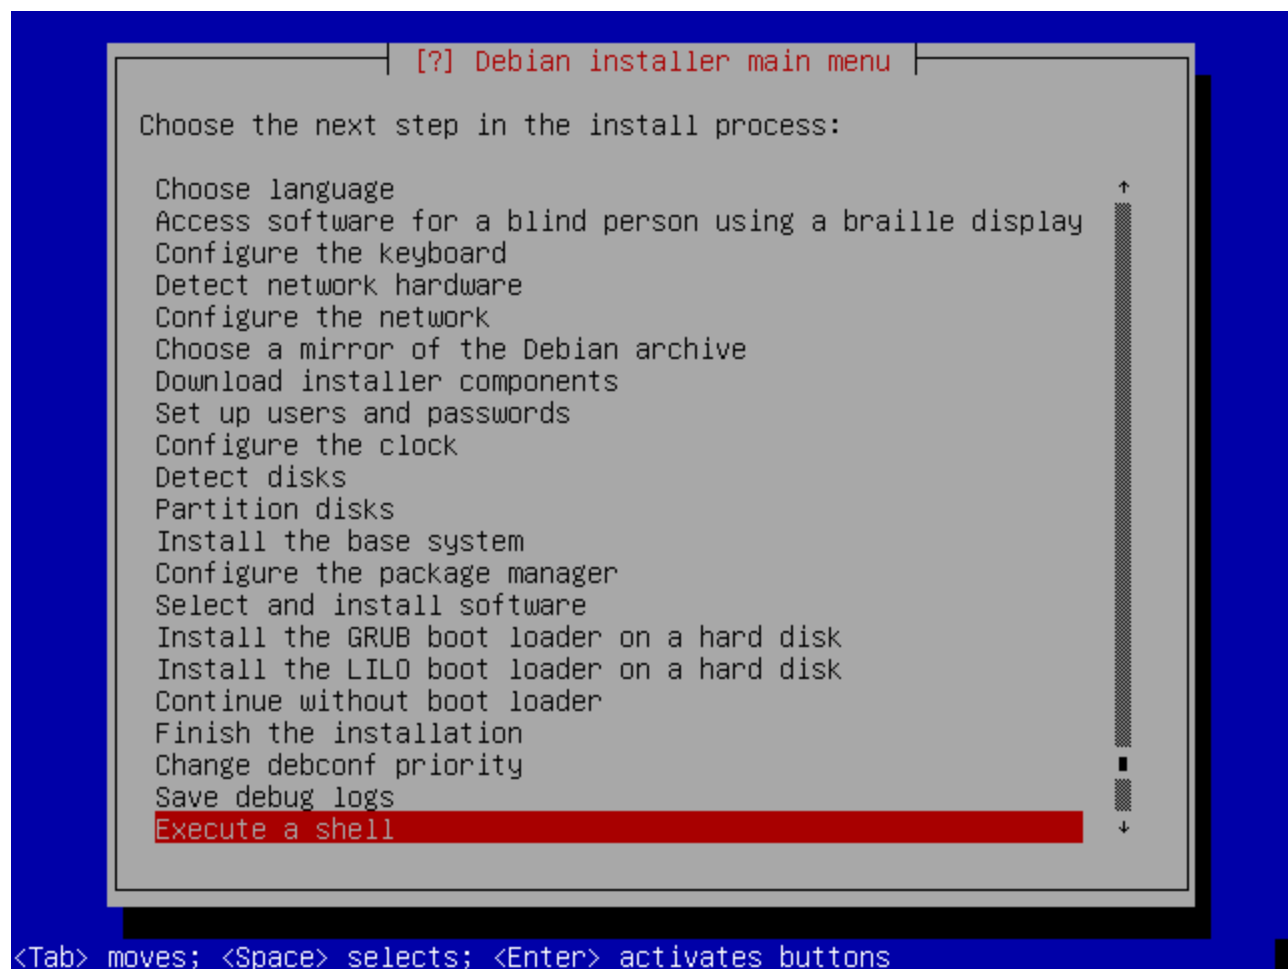 [?] Debian installer main menu
Choose the next step in the install process:
Choose language
Access software for a blind person using a braille display
Configure the keyboard
Detect network hardware
Configure the network
Choose a mirror of the Debian archive
Download installer components
Set up users and passwords
Configure the clock
Detect disks
Partition disks
Install the base system
Configure the package manager
Select and install software
Install the GRUB boot loader on a hard disk
Install the LILO boot loader on a hard disk
Continue without boot loader
Finish the installation
Change debconf priority
Save debug logs
Execute a shell
<Tab> moves; <Space> selects; <Enter> activates buttons